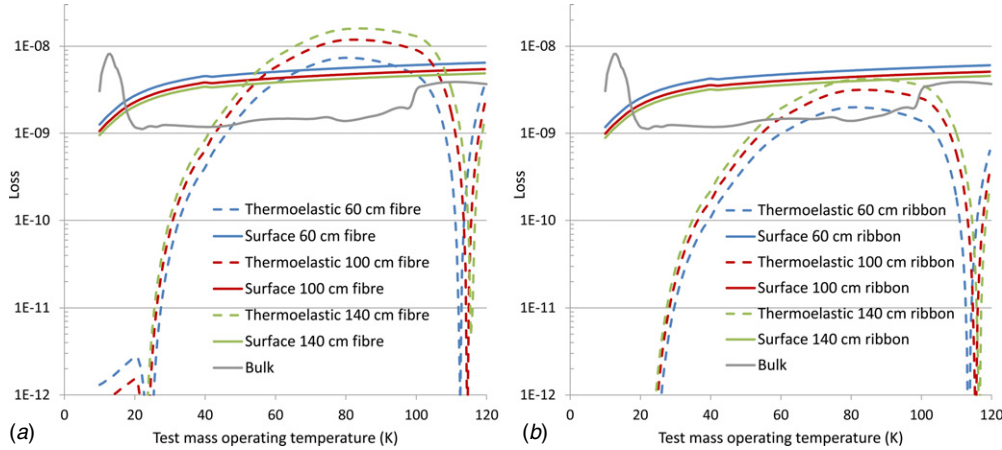 1E-08
1E-09
1E-10
1E-11
1E-12
Loss
Thermoelastic 60 cm fibre
Surface 60 cm fibre
Thermoelastic 100 cm fibre
Surface 100 cm fibre
Thermoelastic 140 cm fibre
Surface 140 cm fibre
Bulk
0 20 40 60 80 100 120
(a) Test mass operating temperature (K)
1E-08
1E-09
1E-10
1E-11
1E-12
Loss
Thermoelastic 60 cm ribbon
Surface 60 cm ribbon
Thermoelastic 100 cm ribbon
Surface 100 cm ribbon
Thermoelastic 140 cm ribbon
Surface 140 cm ribbon
Bulk
0 20 40 60 80 100 120
(b) Test mass operating temperature (K)